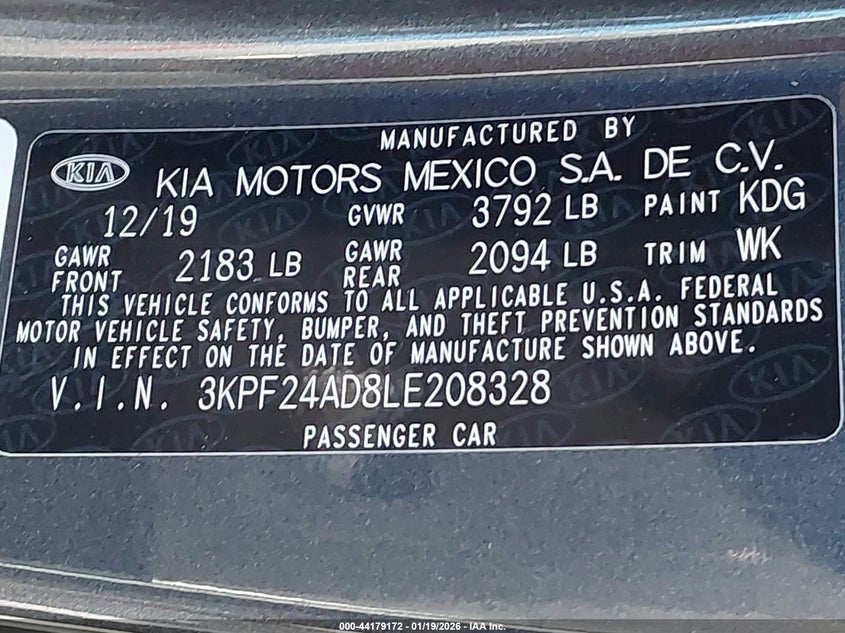 MANUFACTURED BY
KIA KIA MOTORS MEXICO S.A. DE C.V.
12/19 GVWR 3792 LB PAINT KDG
GAWR FRONT 2183 LB GAWR REAR 2094 LB TRIM WK
THIS VEHICLE CONFORMS TO ALL APPLICABLE U.S.A. FEDERAL
MOTOR VEHICLE SAFETY, BUMPER, AND THEFT PREVENTION STANDARDS
IN EFFECT ON THE DATE OF MANUFACTURE SHOWN ABOVE.
V.I.N. 3KPF24AD8LE208328
PASSENGER CAR
000-44179172 - 01/19/2026 - IAA Inc.